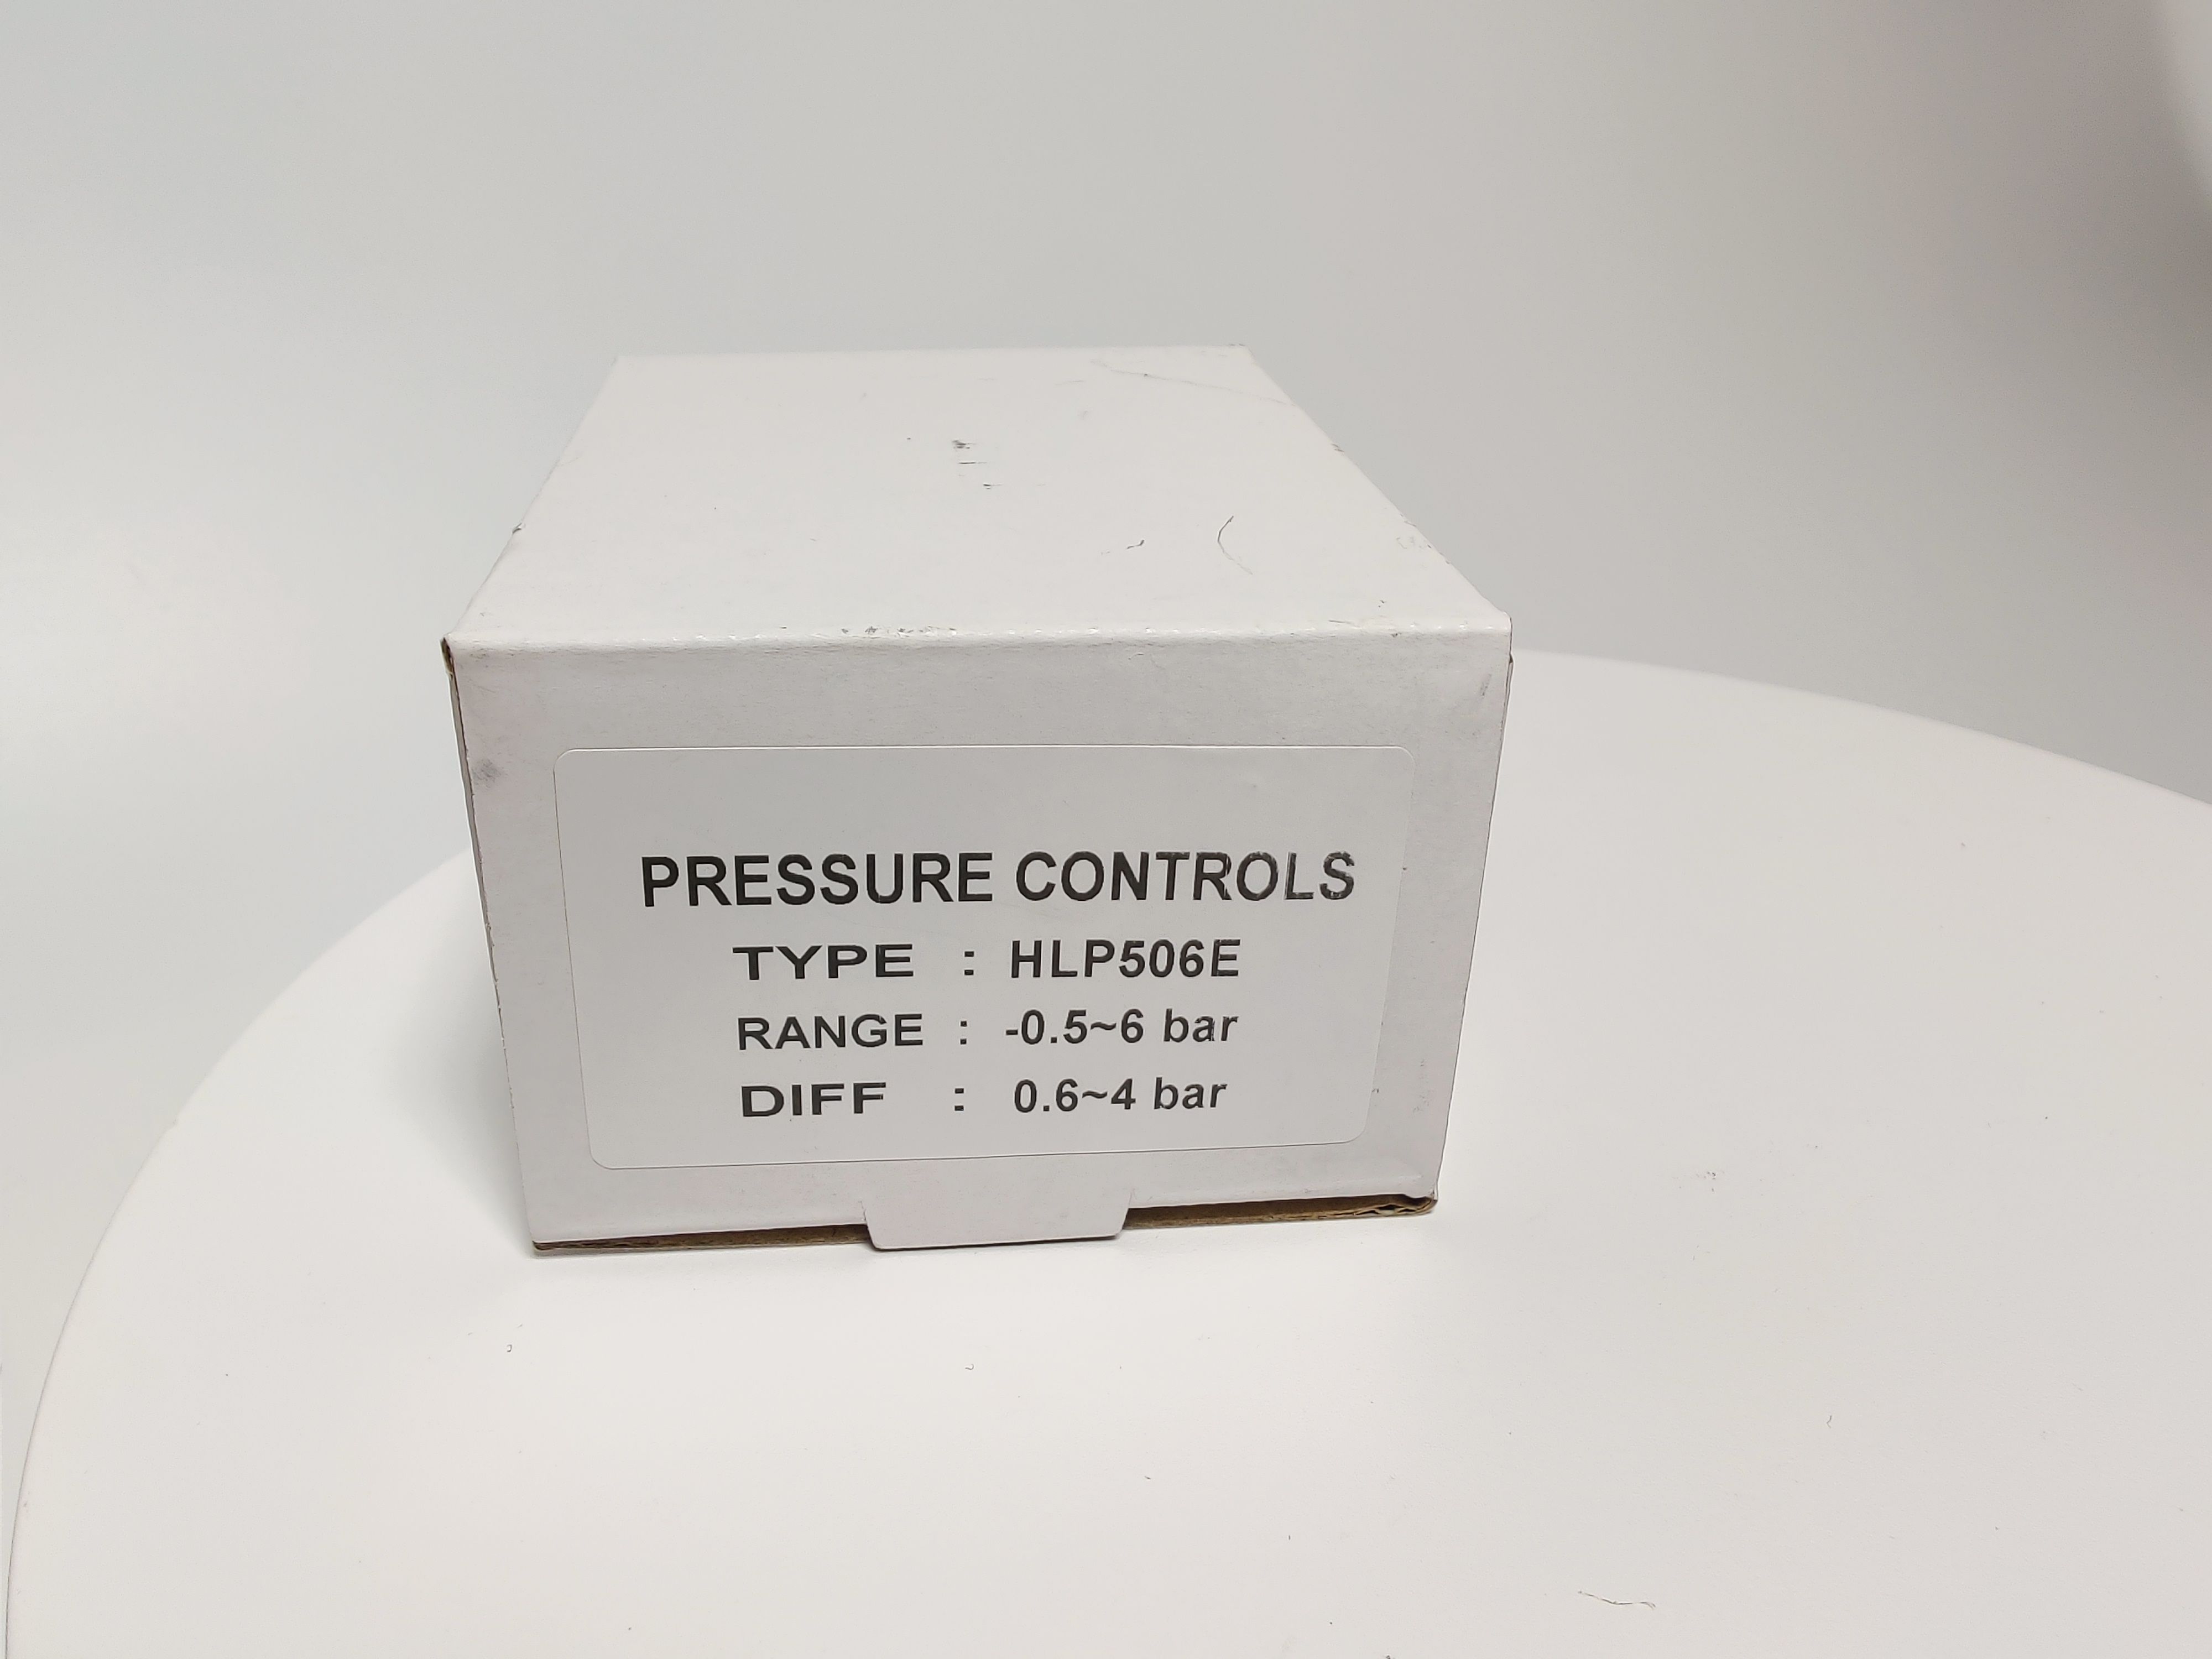 PRESSURE CONTROLS
TYPE : HLP506E
RANGE : -0.5~6 bar
DIFF : 0.6~4 bar